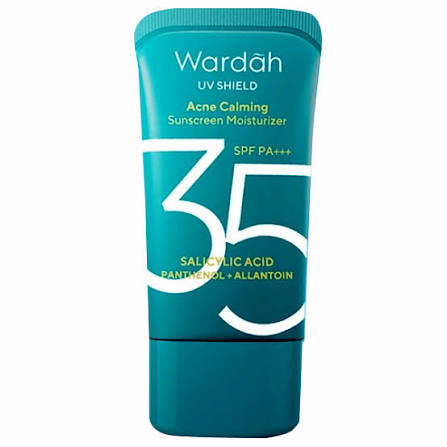 Wardah
UV SHIELD
Acne Calming
Sunscreen Moisturizer
SPF PA+++
35
SALICYLIC ACID
PANTHENOL + ALLANTOIN